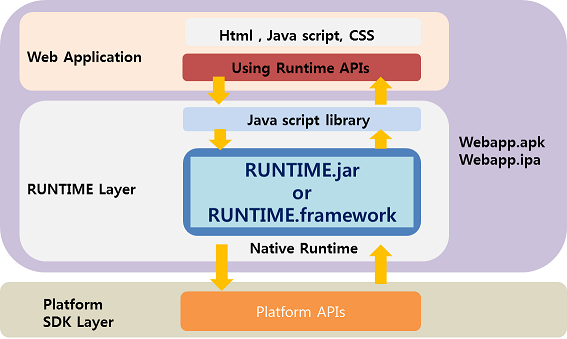 Html , Java script, CSS
Web Application
Using Runtime APIs
Java script library
Webapp.apk
Webapp.ipa
RUNTIME Layer
RUNTIME.jar
or
RUNTIME.framework
Native Runtime
Platform
SDK Layer
Platform APIs